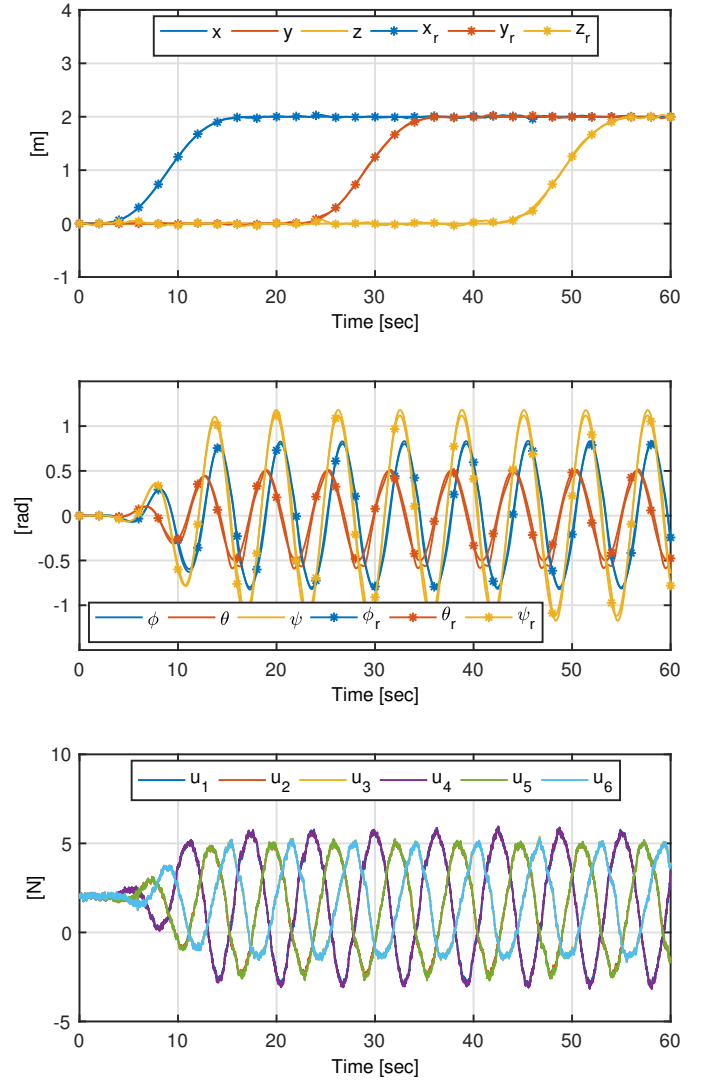 4
x y z x_r y_r z_r
3
2
1
0
-1
[m]
0 10 20 30 40 50 60
Time [sec]
1
0.5
0
-0.5
-1
[rad]
ϕ θ ψ ϕ_r θ_r ψ_r
0 10 20 30 40 50 60
Time [sec]
10
u_1 u_2 u_3 u_4 u_5 u_6
5
0
-5
[N]
0 10 20 30 40 50 60
Time [sec]